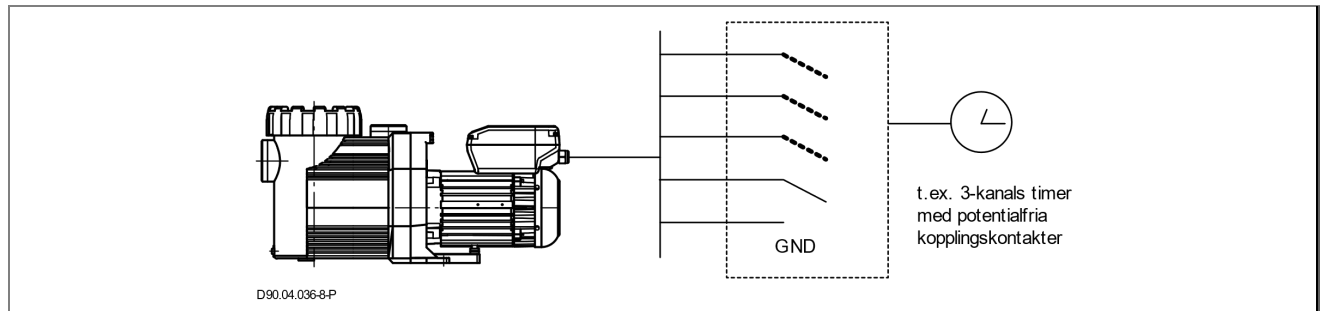 GND
t.ex. 3-kanals timer
med potentialfria
kopplingskontakter
D90.04.036-8-P